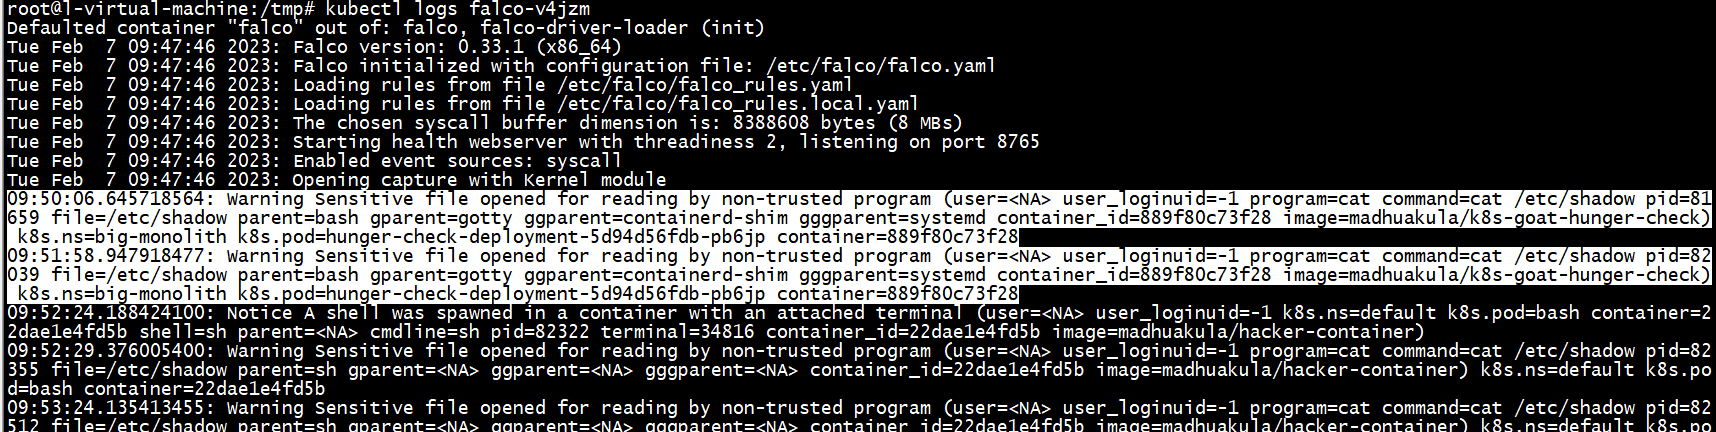 root@l-virtual-machine:/tmp# kubectl logs falco-v4jzm
Defaulted container "falco" out of: falco, falco-driver-loader (init)
Tue Feb  7 09:47:46 2023: Falco version: 0.33.1 (x86_64)
Tue Feb  7 09:47:46 2023: Falco initialized with configuration file: /etc/falco/falco.yaml
Tue Feb  7 09:47:46 2023: Loading rules from file /etc/falco/falco_rules.yaml
Tue Feb  7 09:47:46 2023: Loading rules from file /etc/falco/falco_rules.local.yaml
Tue Feb  7 09:47:46 2023: The chosen syscall buffer dimension is: 8388608 bytes (8 MBs)
Tue Feb  7 09:47:46 2023: Starting health webserver with threadiness 2, listening on port 8765
Tue Feb  7 09:47:46 2023: Enabled event sources: syscall
Tue Feb  7 09:47:46 2023: Opening capture with Kernel module
09:50:06.645718564: Warning Sensitive file opened for reading by non-trusted program (user=<NA> user_loginuid=-1 program=cat command=cat /etc/shadow pid=81
659 file=/etc/shadow parent=bash gparent=gotty ggparent=containerd-shim gggparent=systemd container_id=889f80c73f28 image=madhuakula/k8s-goat-hunger-check)
 k8s.ns=big-monolith k8s.pod=hunger-check-deployment-5d94d56fdb-pb6jp container=889f80c73f28
09:51:58.947918477: Warning Sensitive file opened for reading by non-trusted program (user=<NA> user_loginuid=-1 program=cat command=cat /etc/shadow pid=82
039 file=/etc/shadow parent=bash gparent=gotty ggparent=containerd-shim gggparent=systemd container_id=889f80c73f28 image=madhuakula/k8s-goat-hunger-check)
 k8s.ns=big-monolith k8s.pod=hunger-check-deployment-5d94d56fdb-pb6jp container=889f80c73f28
09:52:24.188424100: Notice A shell was spawned in a container with an attached terminal (user=<NA> user_loginuid=-1 k8s.ns=default k8s.pod=bash container=2
2dae1e4fd5b shell=sh parent=<NA> cmdline=sh pid=82322 terminal=34816 container_id=22dae1e4fd5b image=madhuakula/hacker-container)
09:52:29.376005400: Warning Sensitive file opened for reading by non-trusted program (user=<NA> user_loginuid=-1 program=cat command=cat /etc/shadow pid=82
355 file=/etc/shadow parent=sh gparent=<NA> ggparent=<NA> gggparent=<NA> container_id=22dae1e4fd5b image=madhuakula/hacker-container) k8s.ns=default k8s.po
d=bash container=22dae1e4fd5b
09:53:24.135413455: Warning Sensitive file opened for reading by non-trusted program (user=<NA> user_loginuid=-1 program=cat command=cat /etc/shadow pid=82
512 file=/etc/shadow parent=sh gparent=<NA> ggparent=<NA> gggparent=<NA> container_id=22dae1e4fd5b image=madhuakula/hacker-container) k8s.ns=default k8s.po